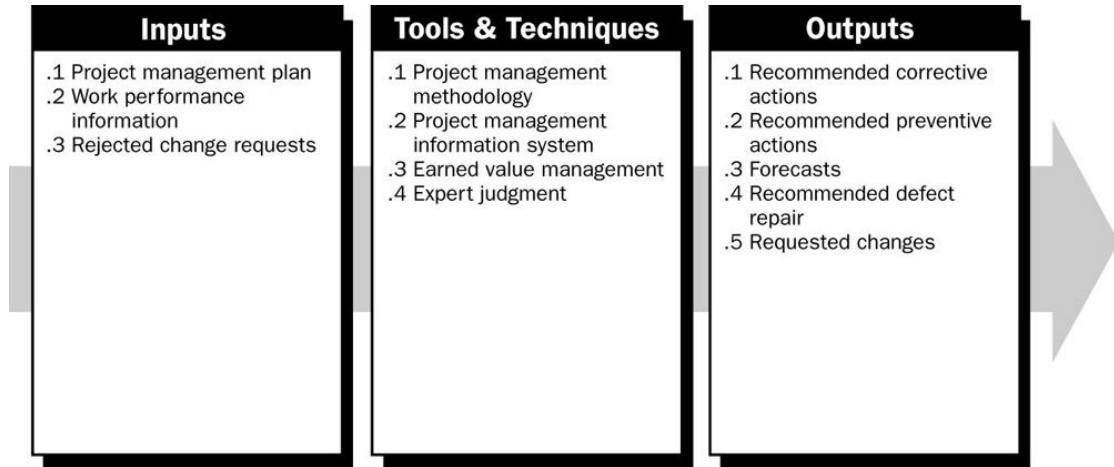 Inputs
.1 Project management plan
.2 Work performance
information
.3 Rejected change requests
Tools & Techniques
.1 Project management
methodology
.2 Project management
information system
.3 Earned value management
.4 Expert judgment
Outputs
.1 Recommended corrective
actions
.2 Recommended preventive
actions
.3 Forecasts
.4 Recommended defect
repair
.5 Requested changes